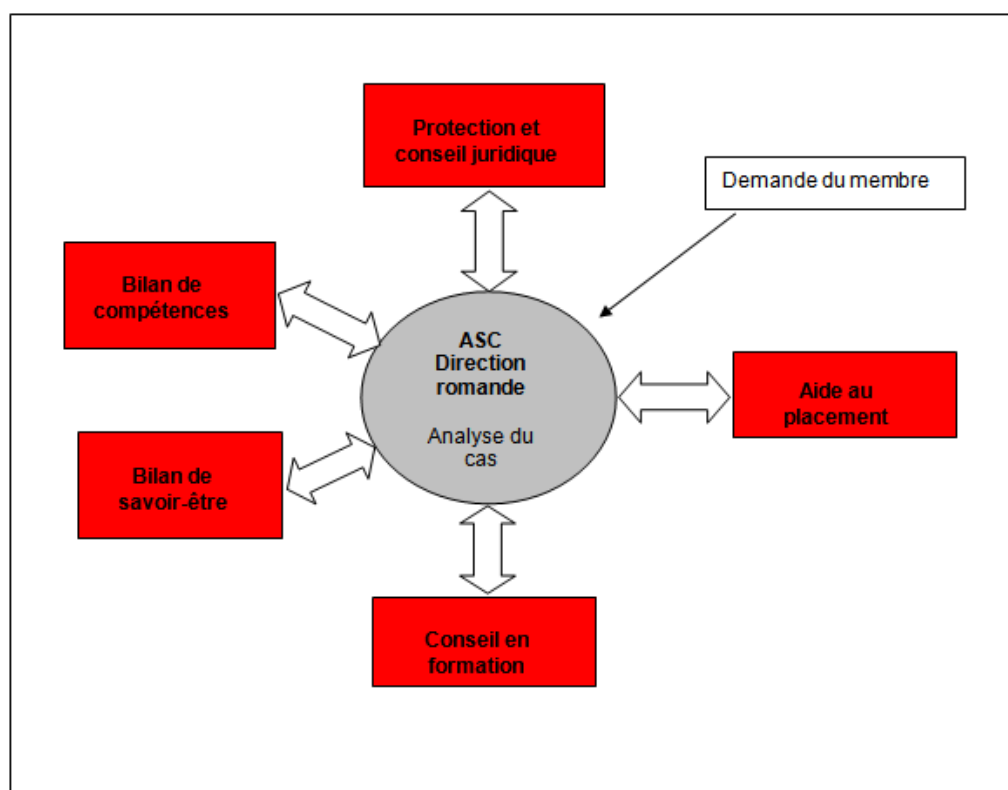 Protection et
conseil juridique
Demande du membre
Bilan de
compétences
ASC
Direction
romande
Analyse du
cas
Aide au
placement
Bilan de
savoir-être
Conseil en
formation